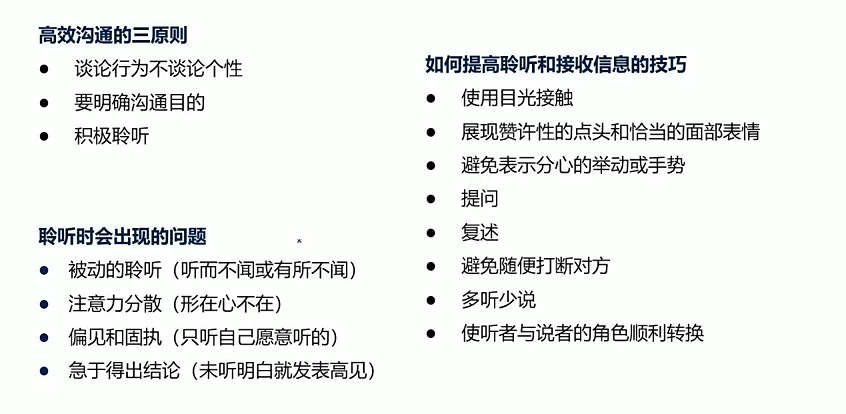 高效沟通的三原则
● 谈论行为不谈论个性
● 要明确沟通目的
● 积极聆听
聆听时会出现的问题
● 被动的聆听（听而不闻或有所不闻）
● 注意力分散（形在心不在）
● 偏见和固执（只听自己愿意听的）
● 急于得出结论（未听明白就发表高见）
如何提高聆听和接收信息的技巧
● 使用目光接触
● 展现赞许性的点头和恰当的面部表情
● 避免表示分心的举动或手势
● 提问
● 复述
● 避免随便打断对方
● 多听少说
● 使听者与说者的角色顺利转换